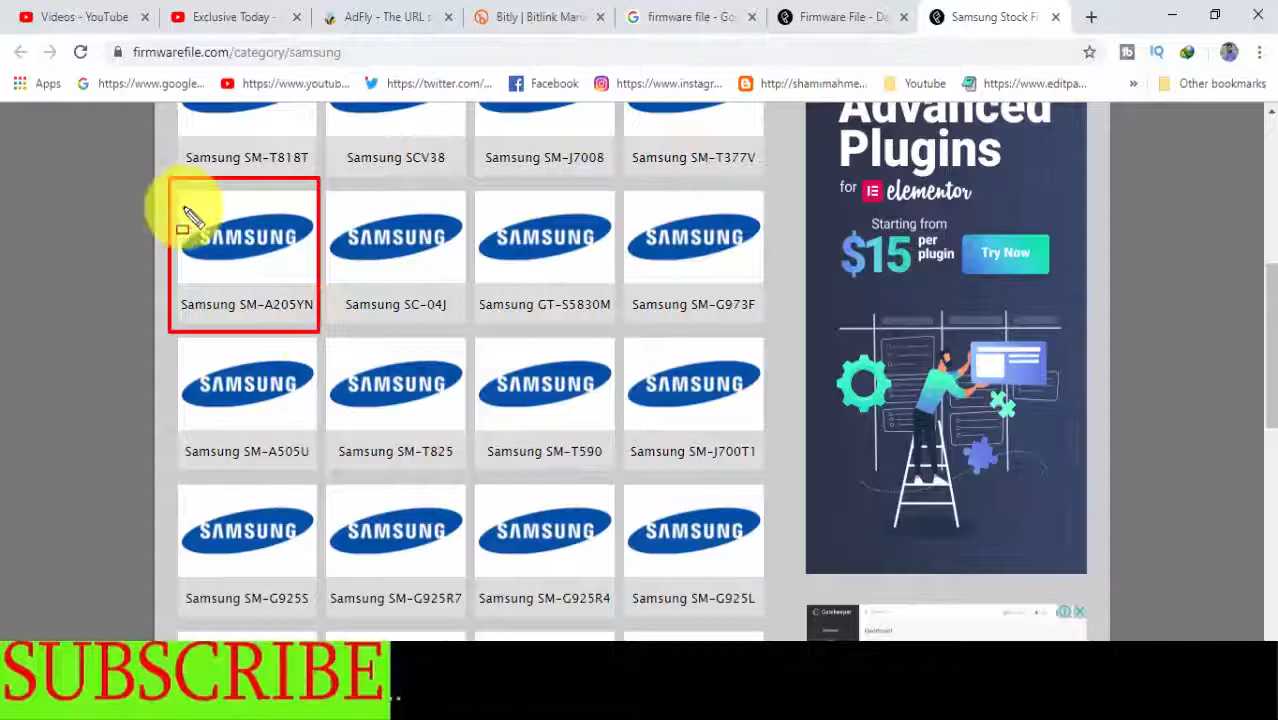 Videos - YouTube
Exclusive Today -
AdFly - The URL s
Bitly | Bitlink Man
firmware file - Go
Firmware File - Do
Samsung Stock Fi
firmwarefile.com/category/samsung
Apps
https://www.google...
https://www.youtub...
https://twitter.com/...
Facebook
https://www.instagr...
http://shamimahme...
Youtube
https://www.editpa...
Other bookmarks
Samsung SM-T818T
Samsung SCV38
Samsung SM-J7008
Samsung SM-T377V
SAMSUNG
SAMSUNG
SAMSUNG
SAMSUNG
Samsung SM-A205YN
Samsung SC-04J
Samsung GT-S5830M
Samsung SM-G973F
SAMSUNG
SAMSUNG
SAMSUNG
SAMSUNG
Samsung SM-A505U
Samsung SM-T825
Samsung SM-T590
Samsung SM-J700T1
SAMSUNG
SAMSUNG
SAMSUNG
SAMSUNG
Samsung SM-G925S
Samsung SM-G925R7
Samsung SM-G925R4
Samsung SM-G925L
Advanced
Plugins
for elementor
Starting from
$15 per plugin
Try Now
Gatekeeper
Dashboard
SUBSCRIBE..